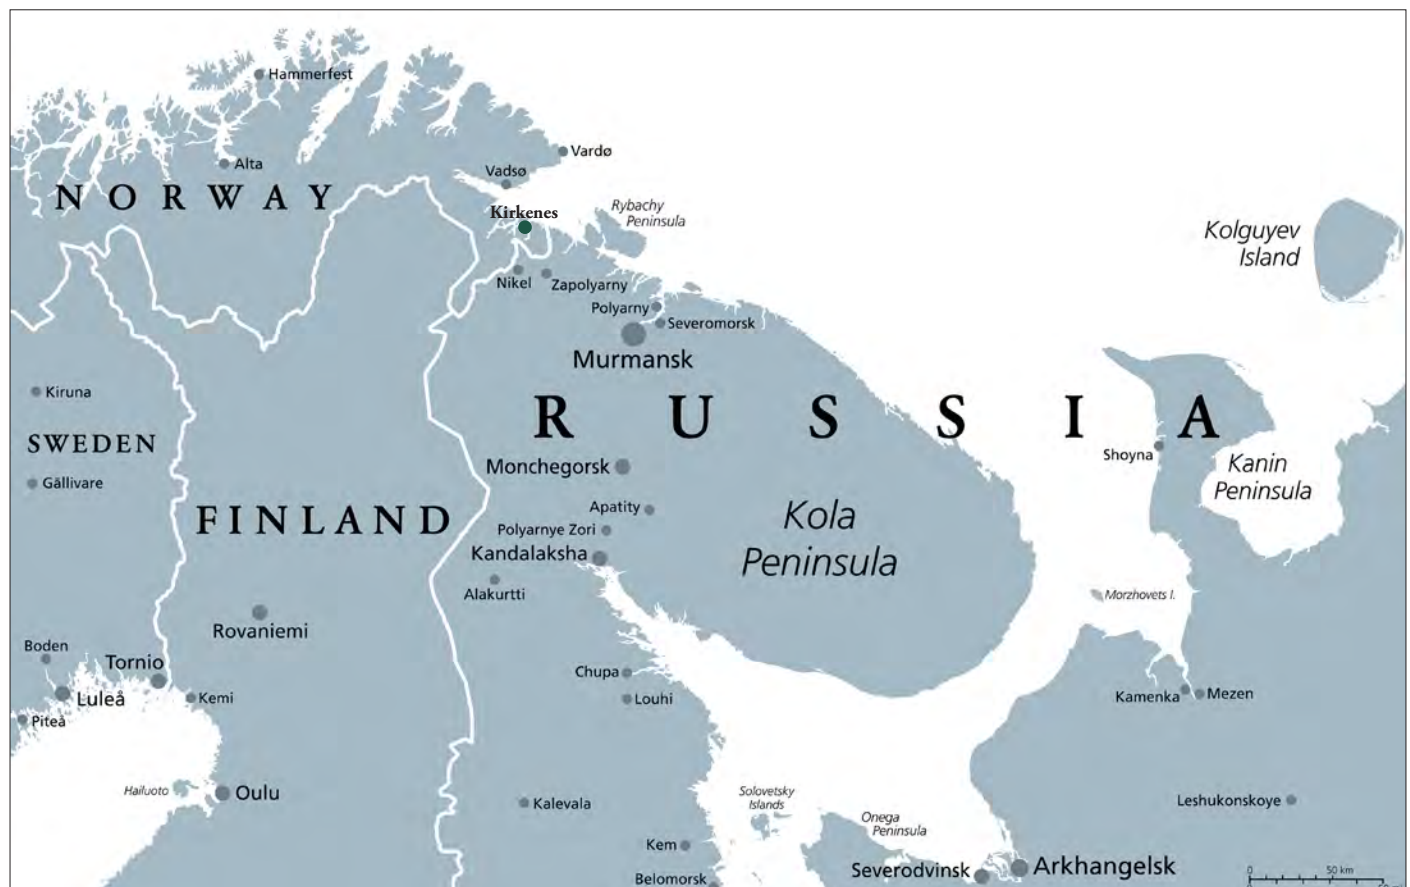 Hammerfest
Vardø
Alta
Vadsø
NORWAY
Kirkenes
Rybachy
Peninsula
Kolguyev
Island
Nikel
Zapolyarny
Polyarny
Severomorsk
Murmansk
Kiruna
RUSSIA
SWEDEN
Shoyna
Monchegorsk
Kanin
Peninsula
Gällivare
Apatity
Kola
Peninsula
FINLAND
Polyarnye Zori
Kandalaksha
Alakurtti
Morzhovets I.
Rovaniemi
Boden
Tornio
Chupa
Luleå
Kemi
Louhi
Kamenka
Mezen
Piteå
Hailuoto
Oulu
Kalevala
Solovetsky
Islands
Leshukonskoye
Onega
Peninsula
Kem
Severodvinsk
Arkhangelsk
Belomorsk
0 50 km